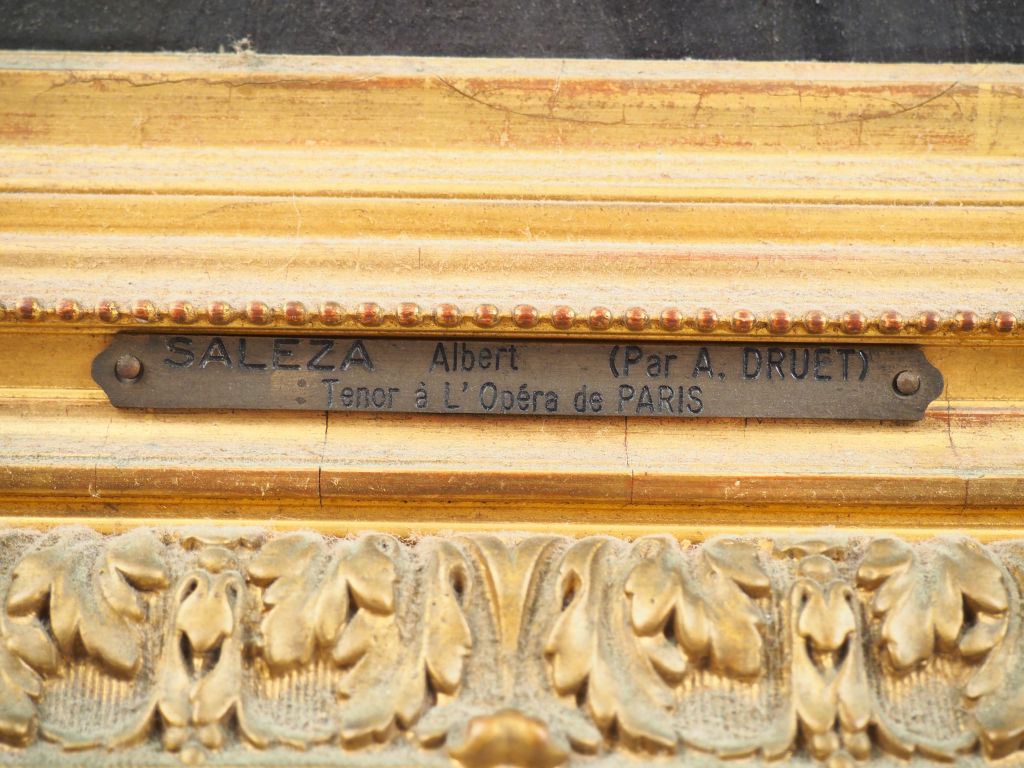 SALEZA Albert (Par A. DRUET)
Tenor à L'Opéra de PARIS